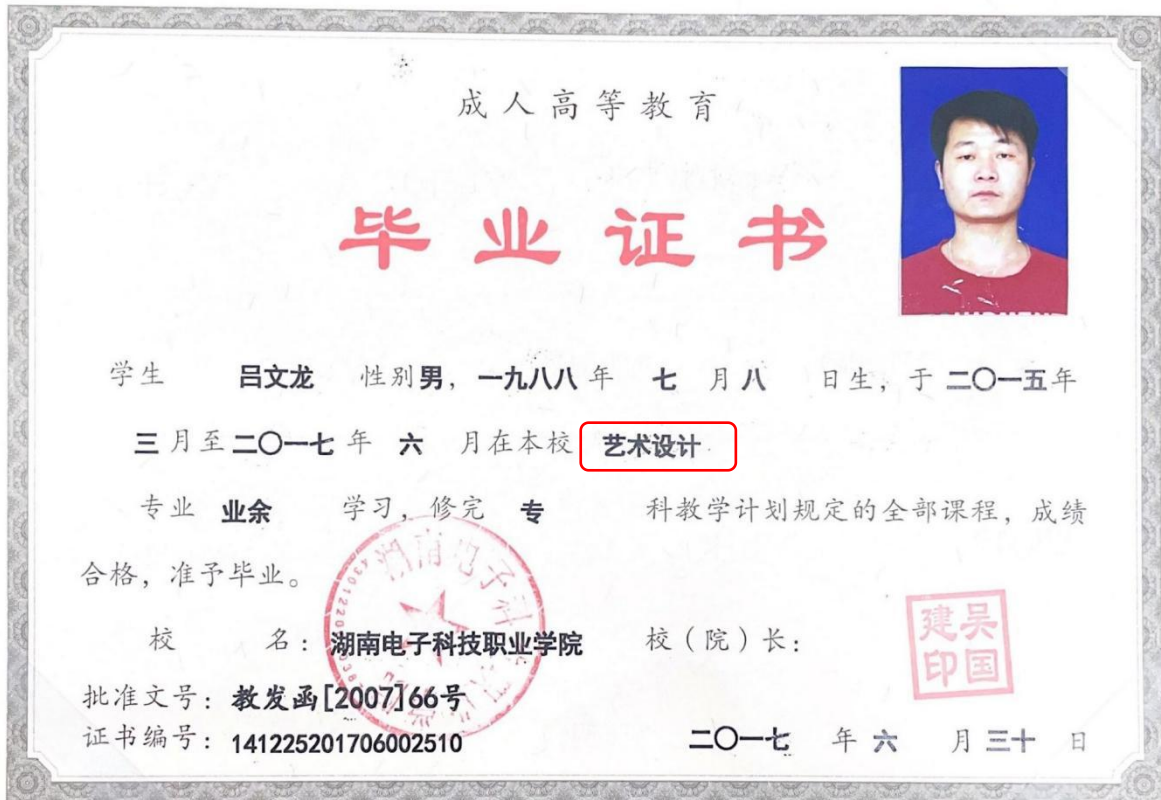 成人高等教育
毕业证书
学生 吕文龙 性别男，一九八八年 七 月八 日生，于二〇一五年
三月至二〇一七年 六 月在本校 艺术设计
专业 业余 学习，修完 专 科教学计划规定的全部课程，成绩
合格，准予毕业。
校 名：湖南电子科技职业学院 校（院）长：
吴国建印
批准文号：教发函[2007]66号
证书编号：141225201706002510 二〇一七 年 六 月 三十 日